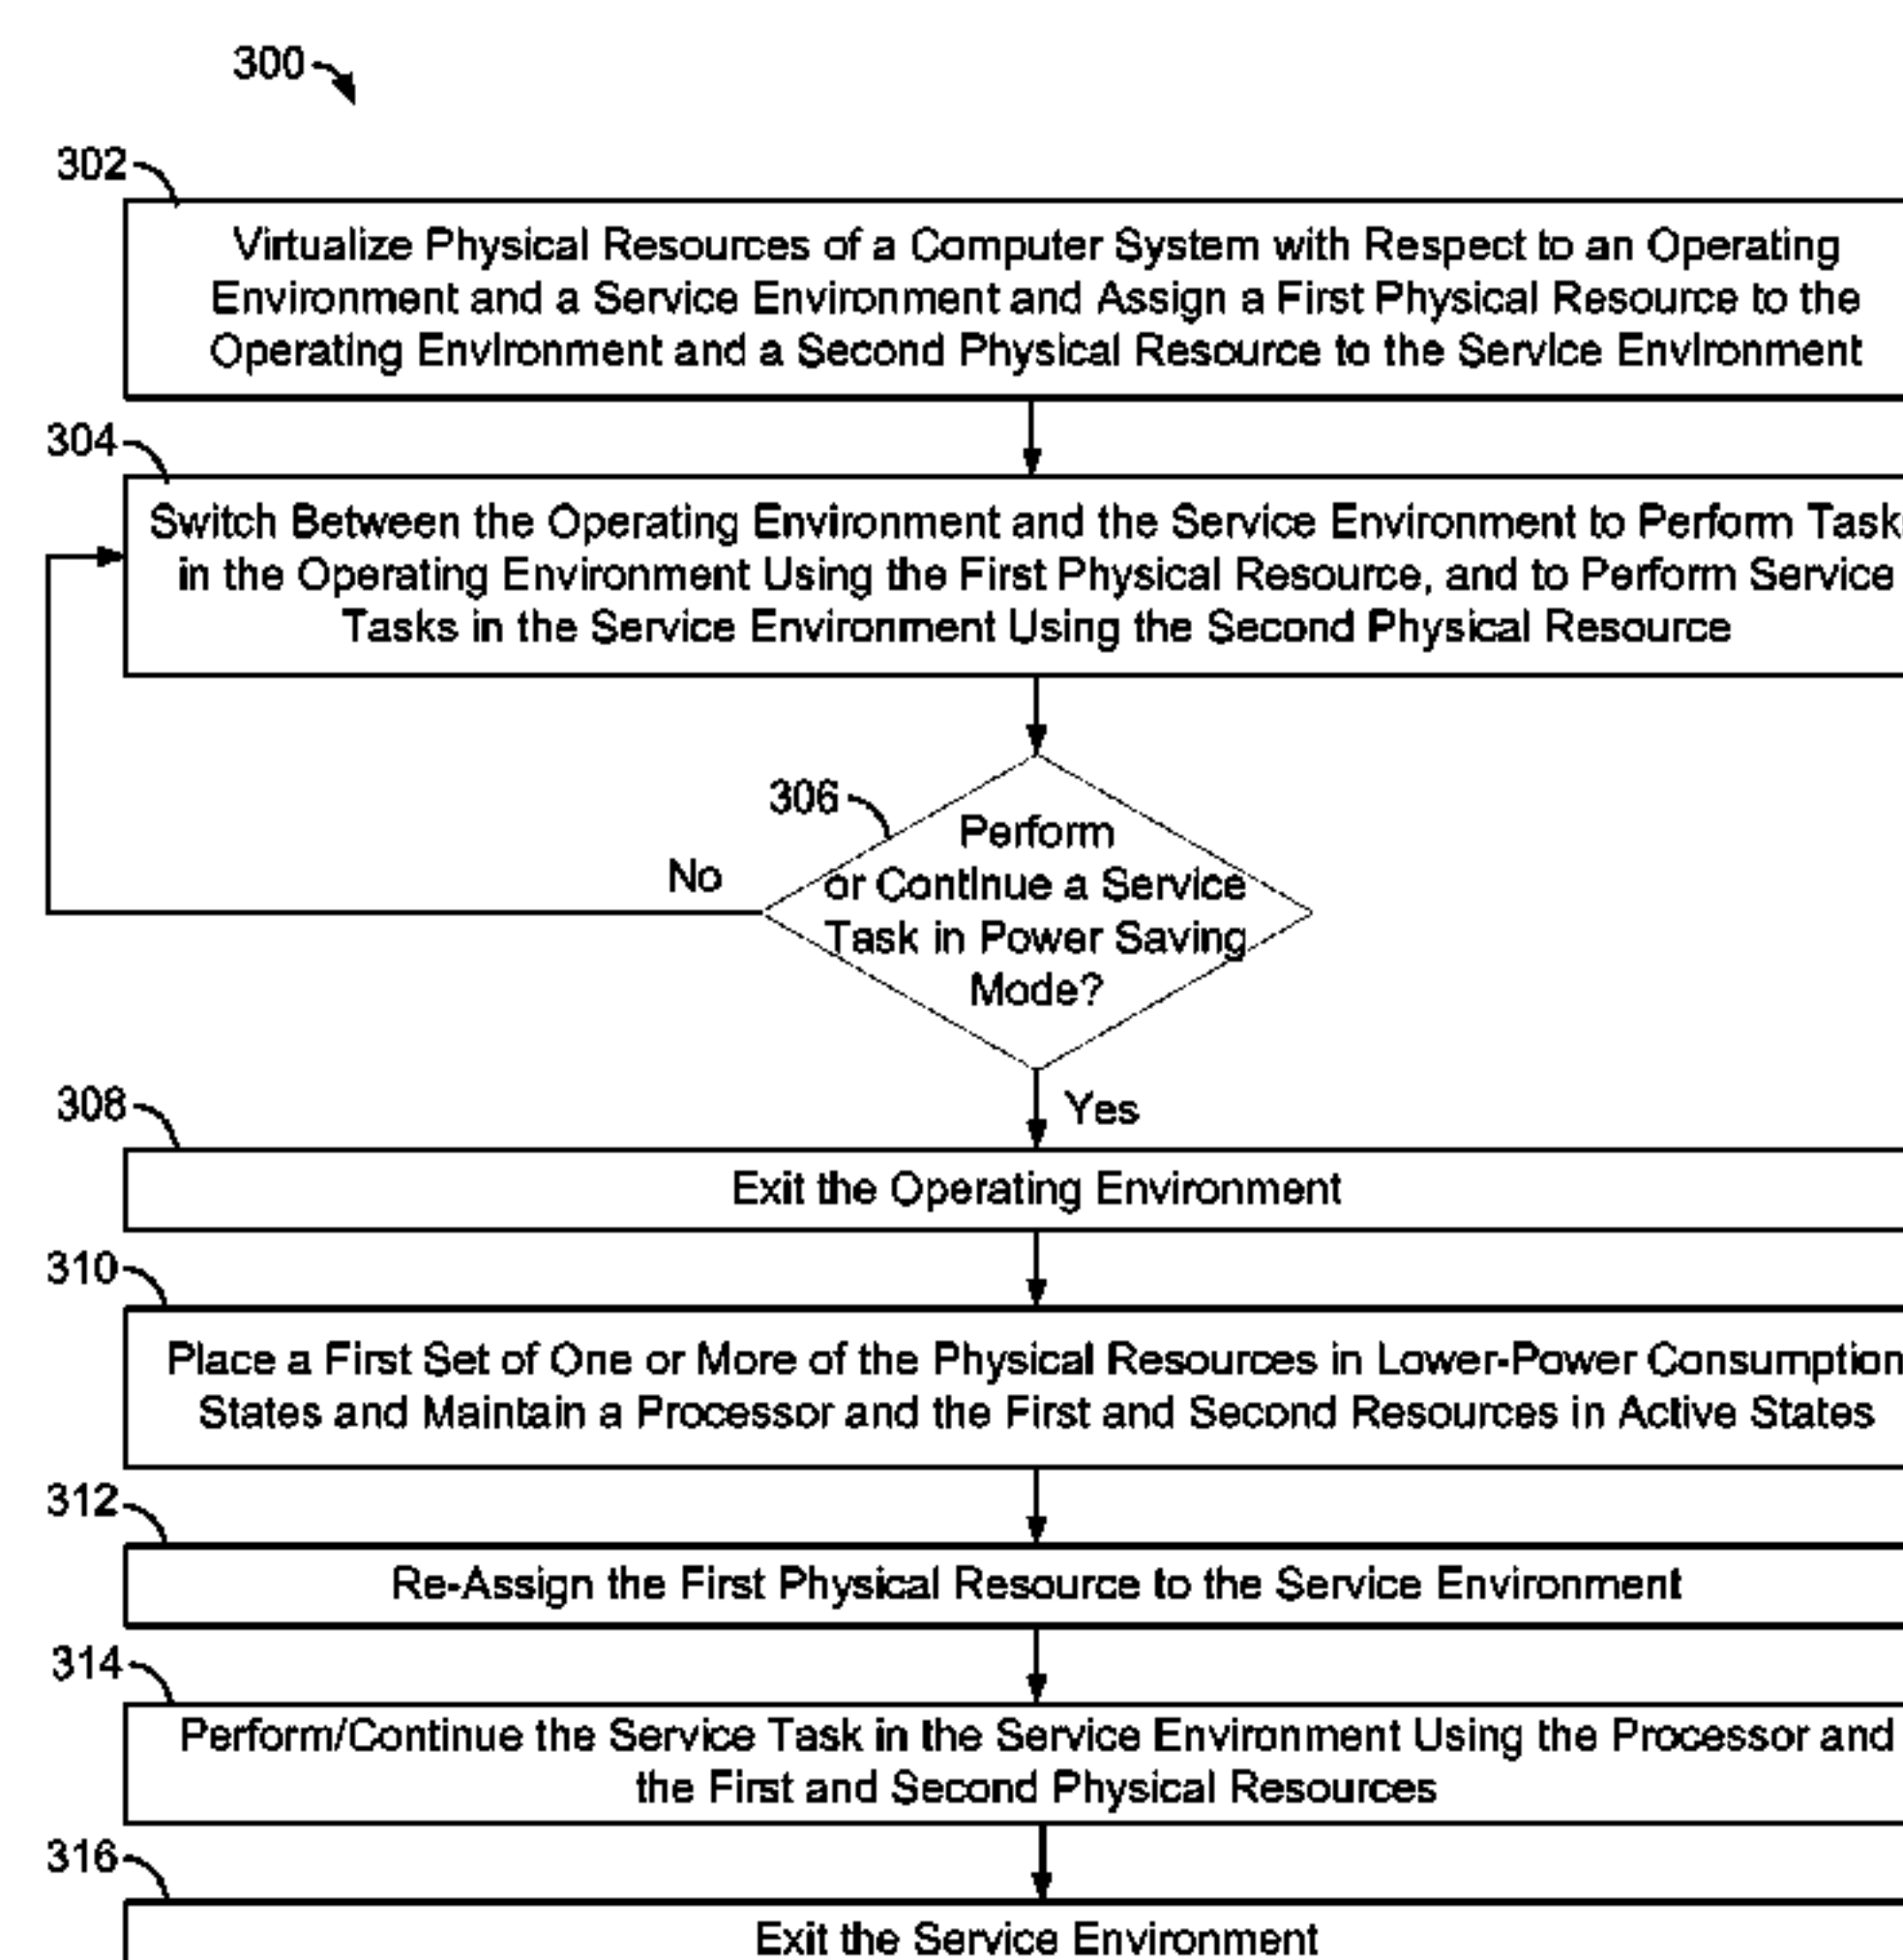 300
302
Virtualize Physical Resources of a Computer System with Respect to an Operating
Environment and a Service Environment and Assign a First Physical Resource to the
Operating Environment and a Second Physical Resource to the Service Environment
304
Switch Between the Operating Environment and the Service Environment to Perform Task
in the Operating Environment Using the First Physical Resource, and to Perform Service
Tasks in the Service Environment Using the Second Physical Resource
306
Perform
or Continue a Service
Task in Power Saving
Mode?
No
Yes
308
Exit the Operating Environment
310
Place a First Set of One or More of the Physical Resources in Lower-Power Consumption
States and Maintain a Processor and the First and Second Resources in Active States
312
Re-Assign the First Physical Resource to the Service Environment
314
Perform/Continue the Service Task in the Service Environment Using the Processor and
the First and Second Physical Resources
316
Exit the Service Environment